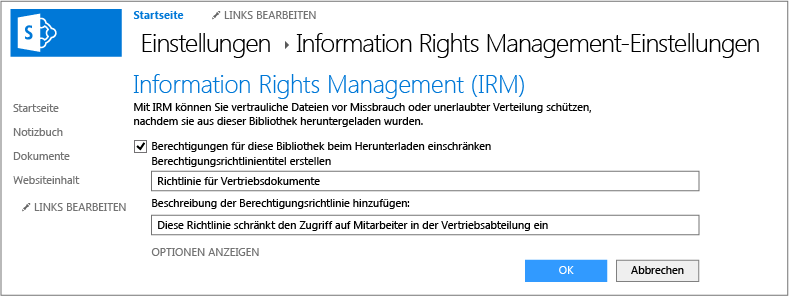 S
Startseite LINKS BEARBEITEN
Einstellungen Information Rights Management-Einstellungen
Startseite
Notizbuch
Dokumente
Websiteinhalt
LINKS BEARBEITEN
Information Rights Management (IRM)
Mit IRM können Sie vertrauliche Dateien vor Missbrauch oder unerlaubter Verteilung schützen,
nachdem sie aus dieser Bibliothek heruntergeladen wurden.
Berechtigungen für diese Bibliothek beim Herunterladen einschränken
Berechtigungsrichtlinientitel erstellen
Richtlinie für Vertriebsdokumente
Beschreibung der Berechtigungsrichtlinie hinzufügen:
Diese Richtlinie schränkt den Zugriff auf Mitarbeiter in der Vertriebsabteilung ein
OPTIONEN ANZEIGEN
OK Abbrechen